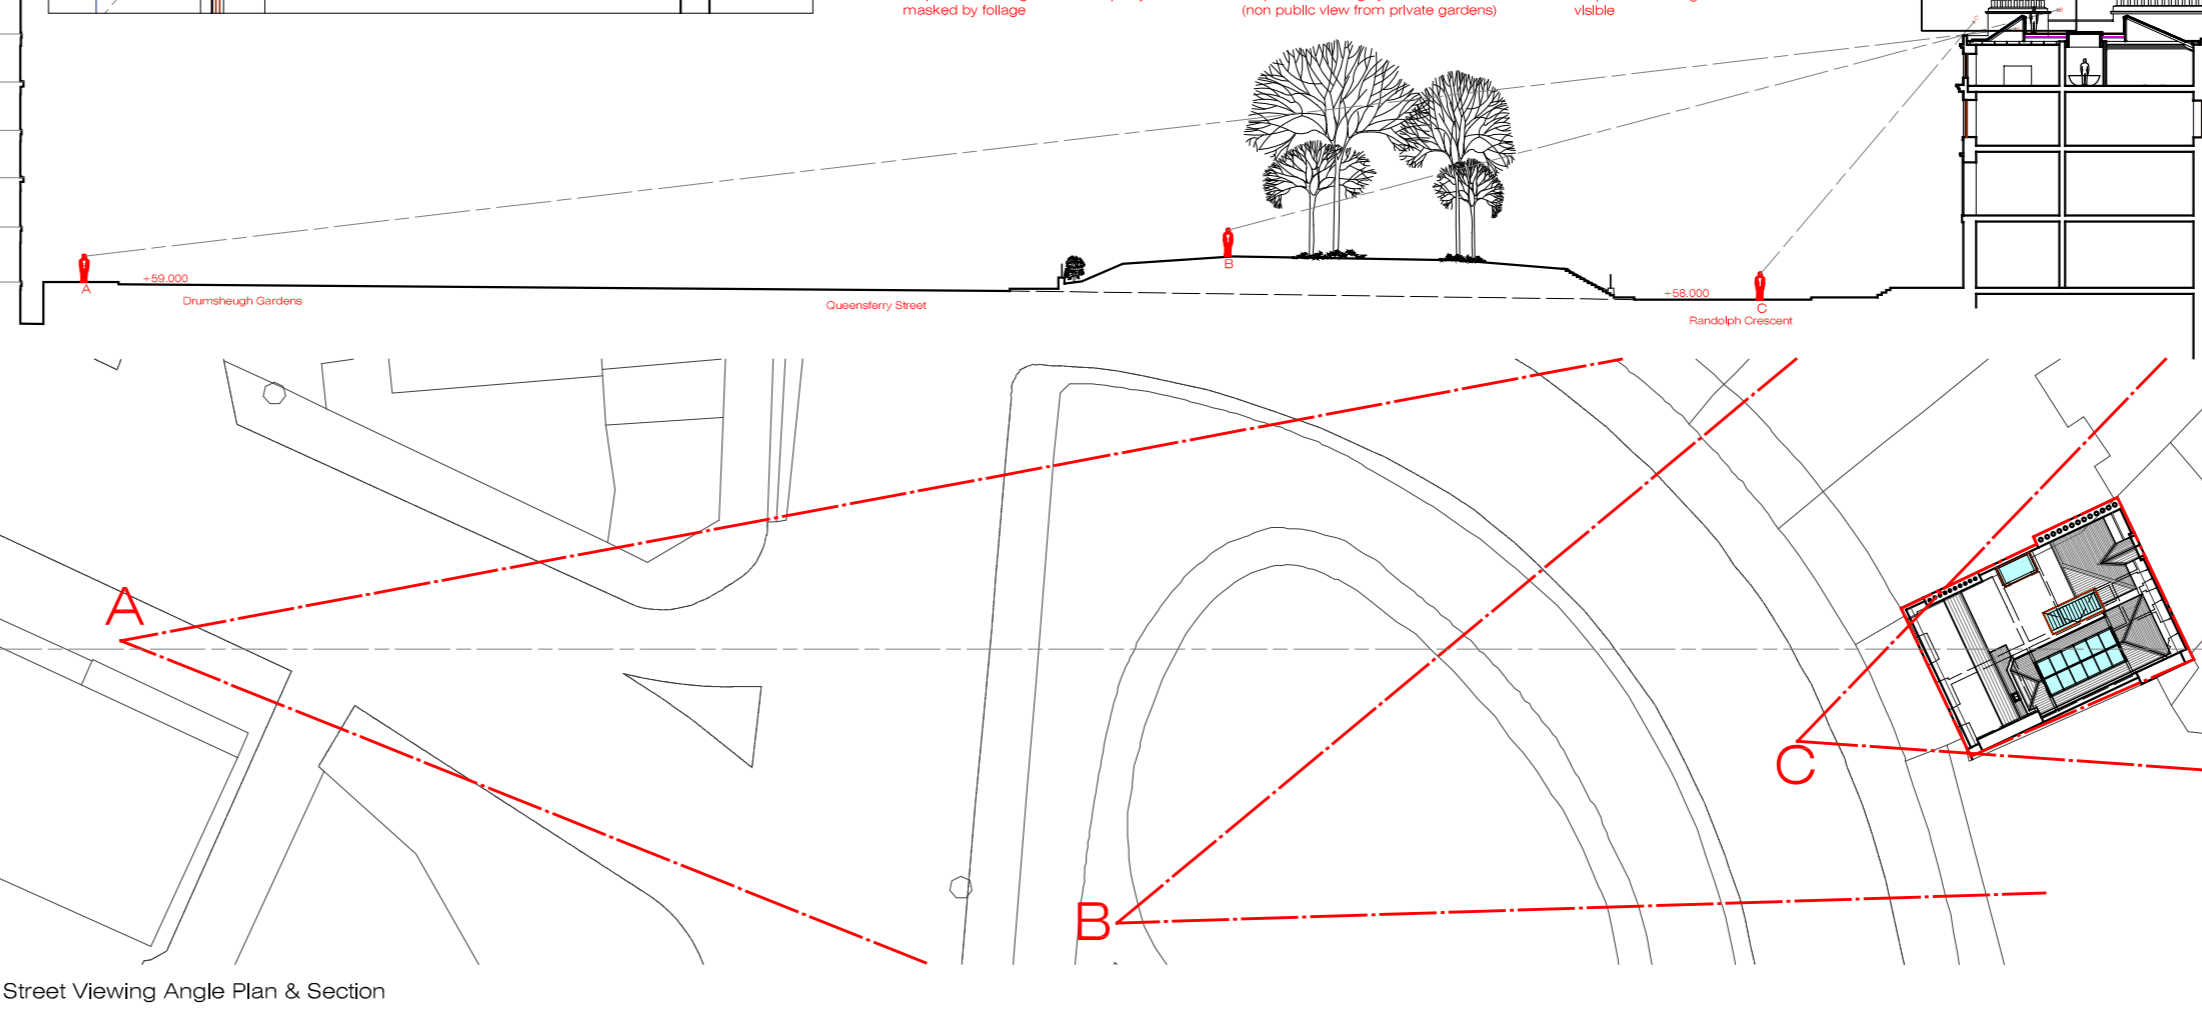 masked by foliage
(non public view from private gardens)
visible
A
+59.000
Drumsheugh Gardens
Queensferry Street
B
+58.000
C
Randolph Crescent
A
B
C
Street Viewing Angle Plan & Section